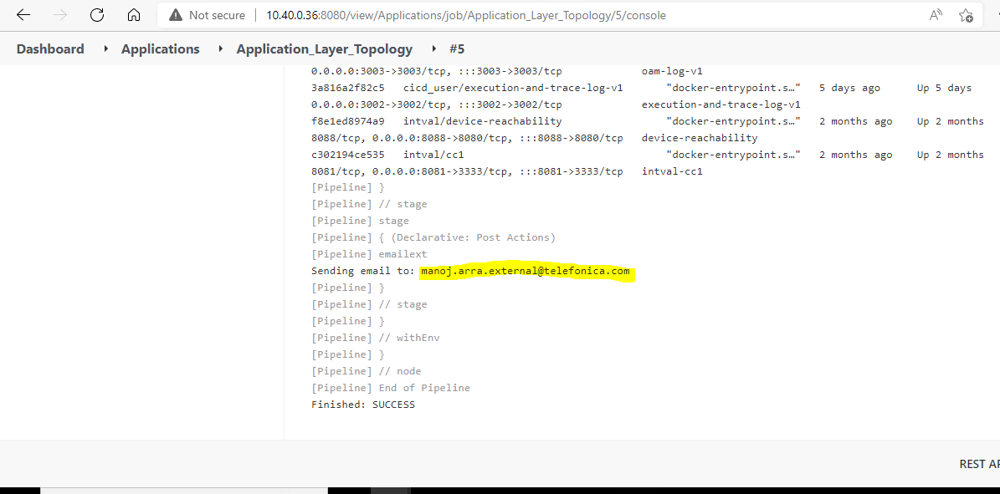 Not secure | 10.40.0.36:8080/view/Applications/job/Application_Layer_Topology/5/console
Dashboard Applications Application_Layer_Topology #5
0.0.0.0:3003->3003/tcp, :::3003->3003/tcp oam-log-v1
3a816a2f82c5 cicd_user/execution-and-trace-log-v1 "docker-entrypoint.s…" 5 days ago Up 5 days
0.0.0.0:3002->3002/tcp, :::3002->3002/tcp execution-and-trace-log-v1
f8e1ed8974a9 intval/device-reachability "docker-entrypoint.s…" 2 months ago Up 2 months
8088/tcp, 0.0.0.0:8088->8080/tcp, :::8088->8080/tcp device-reachability
c302194ce535 intval/cc1 "docker-entrypoint.s…" 2 months ago Up 2 months
8081/tcp, 0.0.0.0:8081->3333/tcp, :::8081->3333/tcp intval-cc1
[Pipeline] }
[Pipeline] // stage
[Pipeline] stage
[Pipeline] { (Declarative: Post Actions)
[Pipeline] emailext
Sending email to: manoj.arra.external@telefonica.com
[Pipeline] }
[Pipeline] // stage
[Pipeline] }
[Pipeline] // withEnv
[Pipeline] }
[Pipeline] // node
[Pipeline] End of Pipeline
Finished: SUCCESS
REST AP